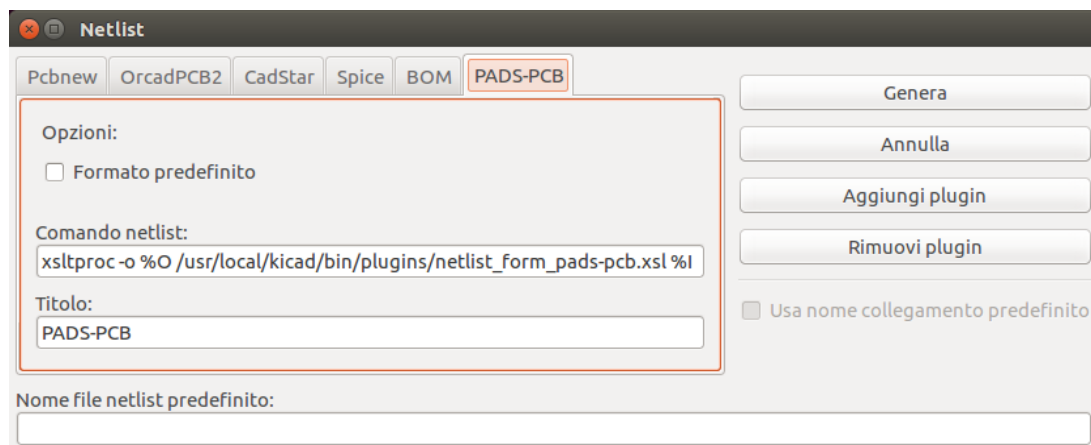 Netlist
Pcbnew OrcadPCB2 CadStar Spice BOM PADS-PCB
Opzioni:
Formato predefinito
Comando netlist:
xsltproc -o %O /usr/local/kicad/bin/plugins/netlist_form_pads-pcb.xsl %I
Titolo:
PADS-PCB
Genera
Annulla
Aggiungi plugin
Rimuovi plugin
Usa nome collegamento predefinito
Nome file netlist predefinito: